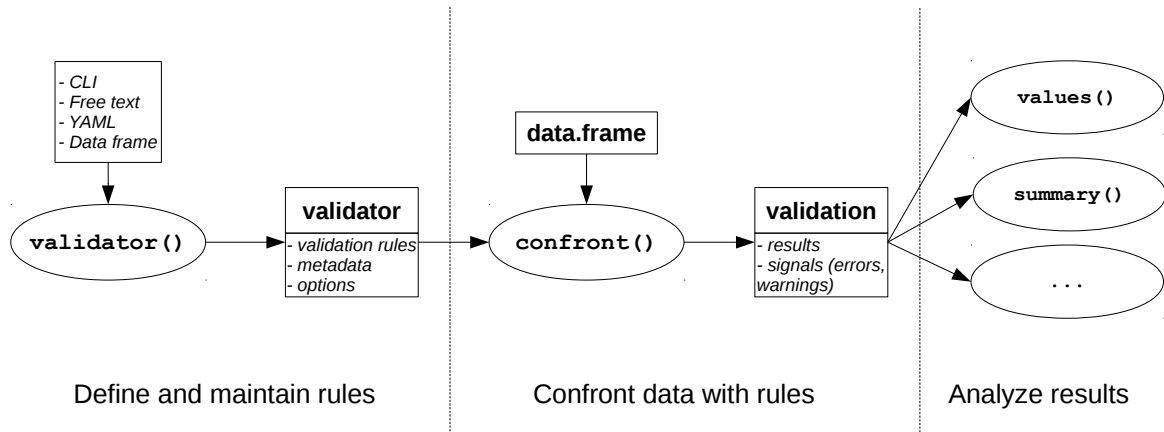 - CLI
- Free text
- YAML
- Data frame
validator()
validator
- validation rules
- metadata
- options
Define and maintain rules
data.frame
confront()
validation
- results
- signals (errors,
warnings)
Confront data with rules
values()
summary()
...
Analyze results